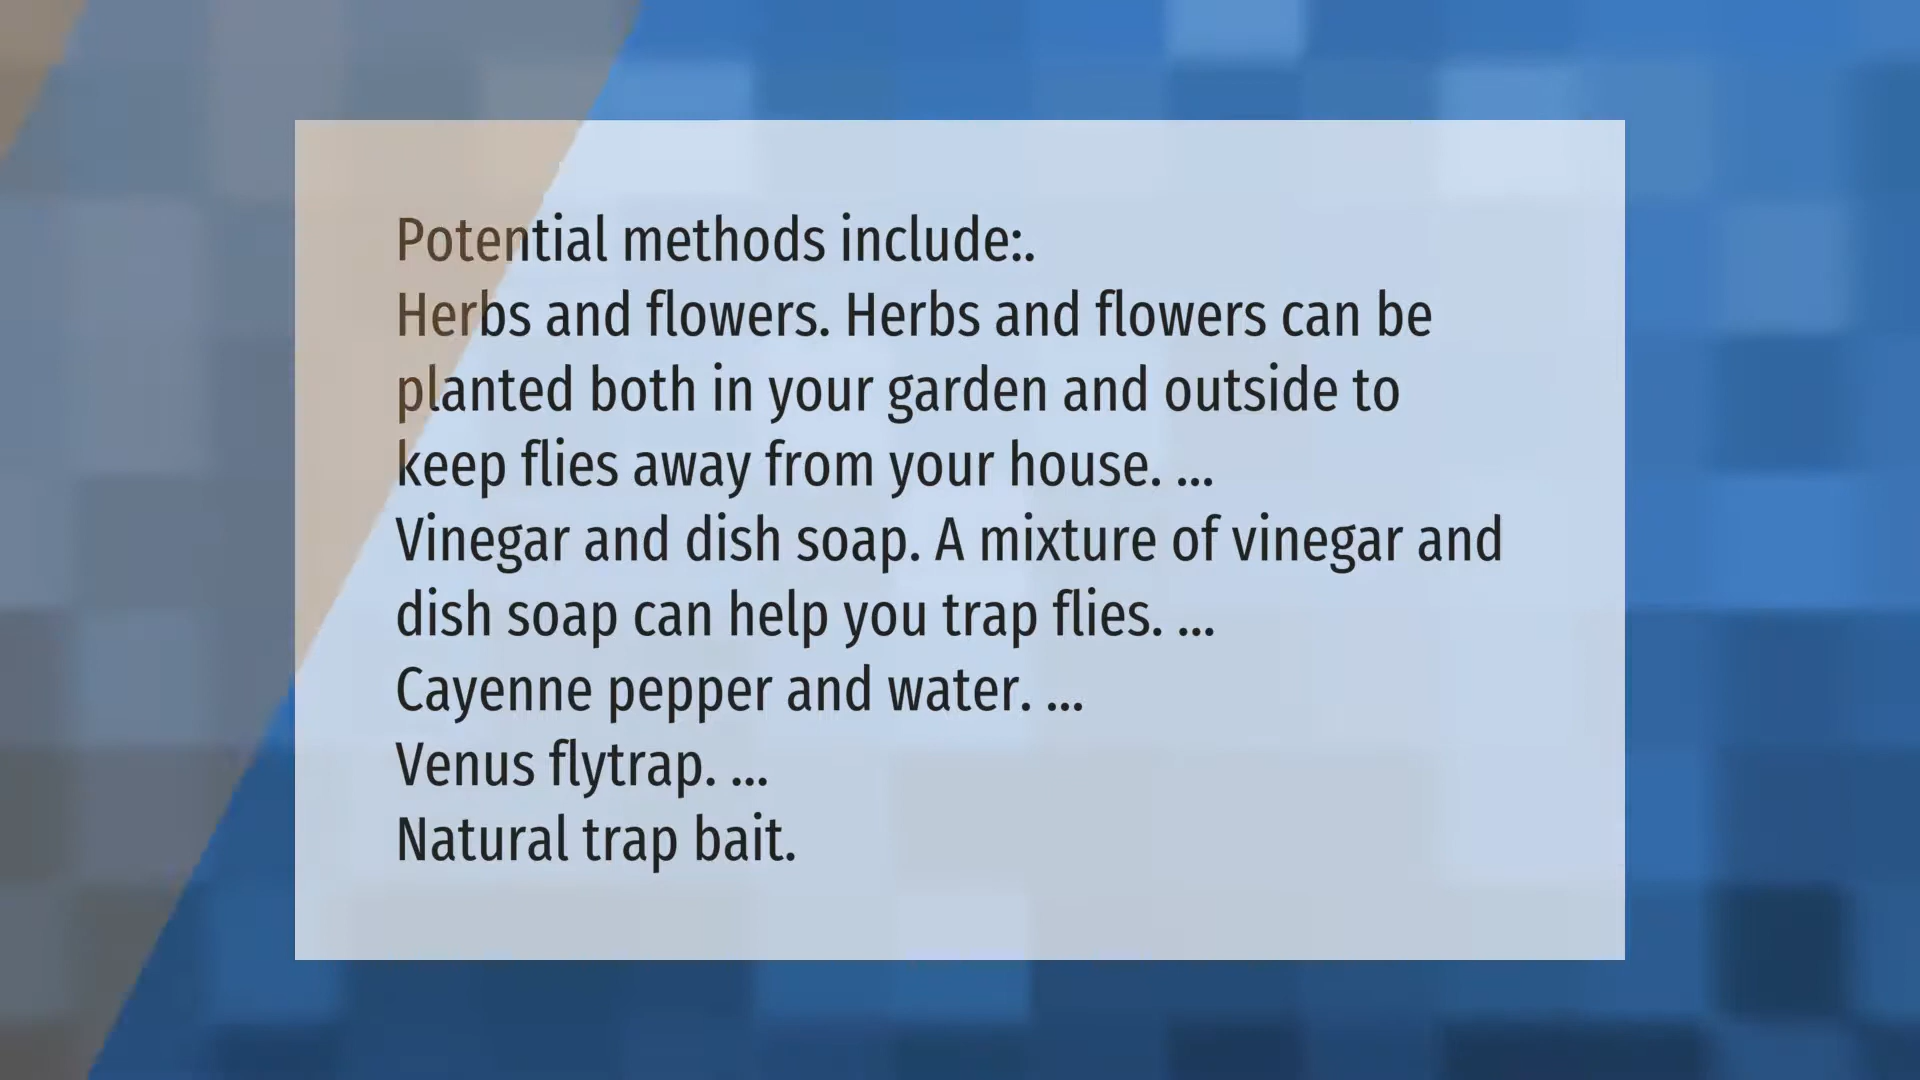 Potential methods include:.
Herbs and flowers. Herbs and flowers can be
planted both in your garden and outside to
keep flies away from your house. ...
Vinegar and dish soap. A mixture of vinegar and
dish soap can help you trap flies. ...
Cayenne pepper and water. ...
Venus flytrap. ...
Natural trap bait.